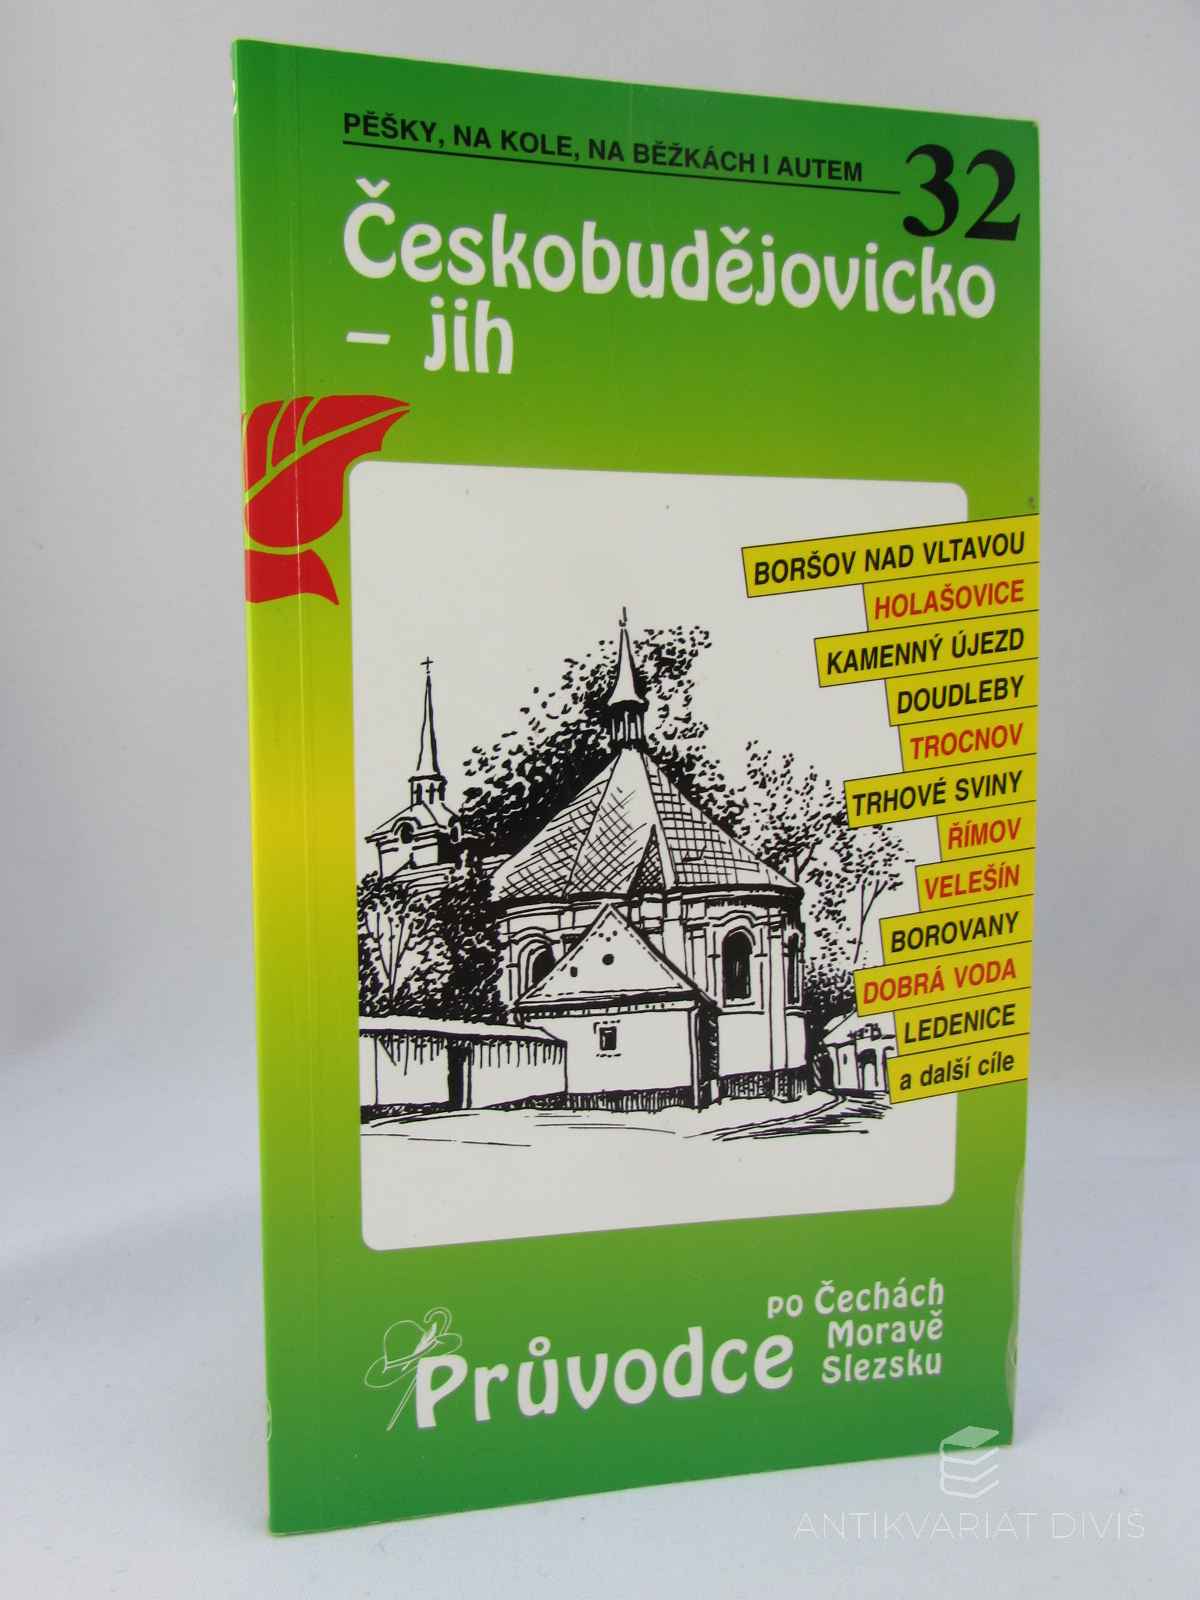 PĚŠKY, NA KOLE, NA BĚŽKÁCH I AUTEM
32
Českobudějovicko
– jih
BORŠOV NAD VLTAVOU
HOLAŠOVICE
KAMENNÝ ÚJEZD
DOUDLEBY
TROCNOV
TRHOVÉ SVINY
ŘÍMOV
VELEŠÍN
BOROVANY
DOBRÁ VODA
LEDENICE
a další cíle
Průvodce
po Čechách
Moravě
Slezsku
ANTIKVARIAT DIVIŠ